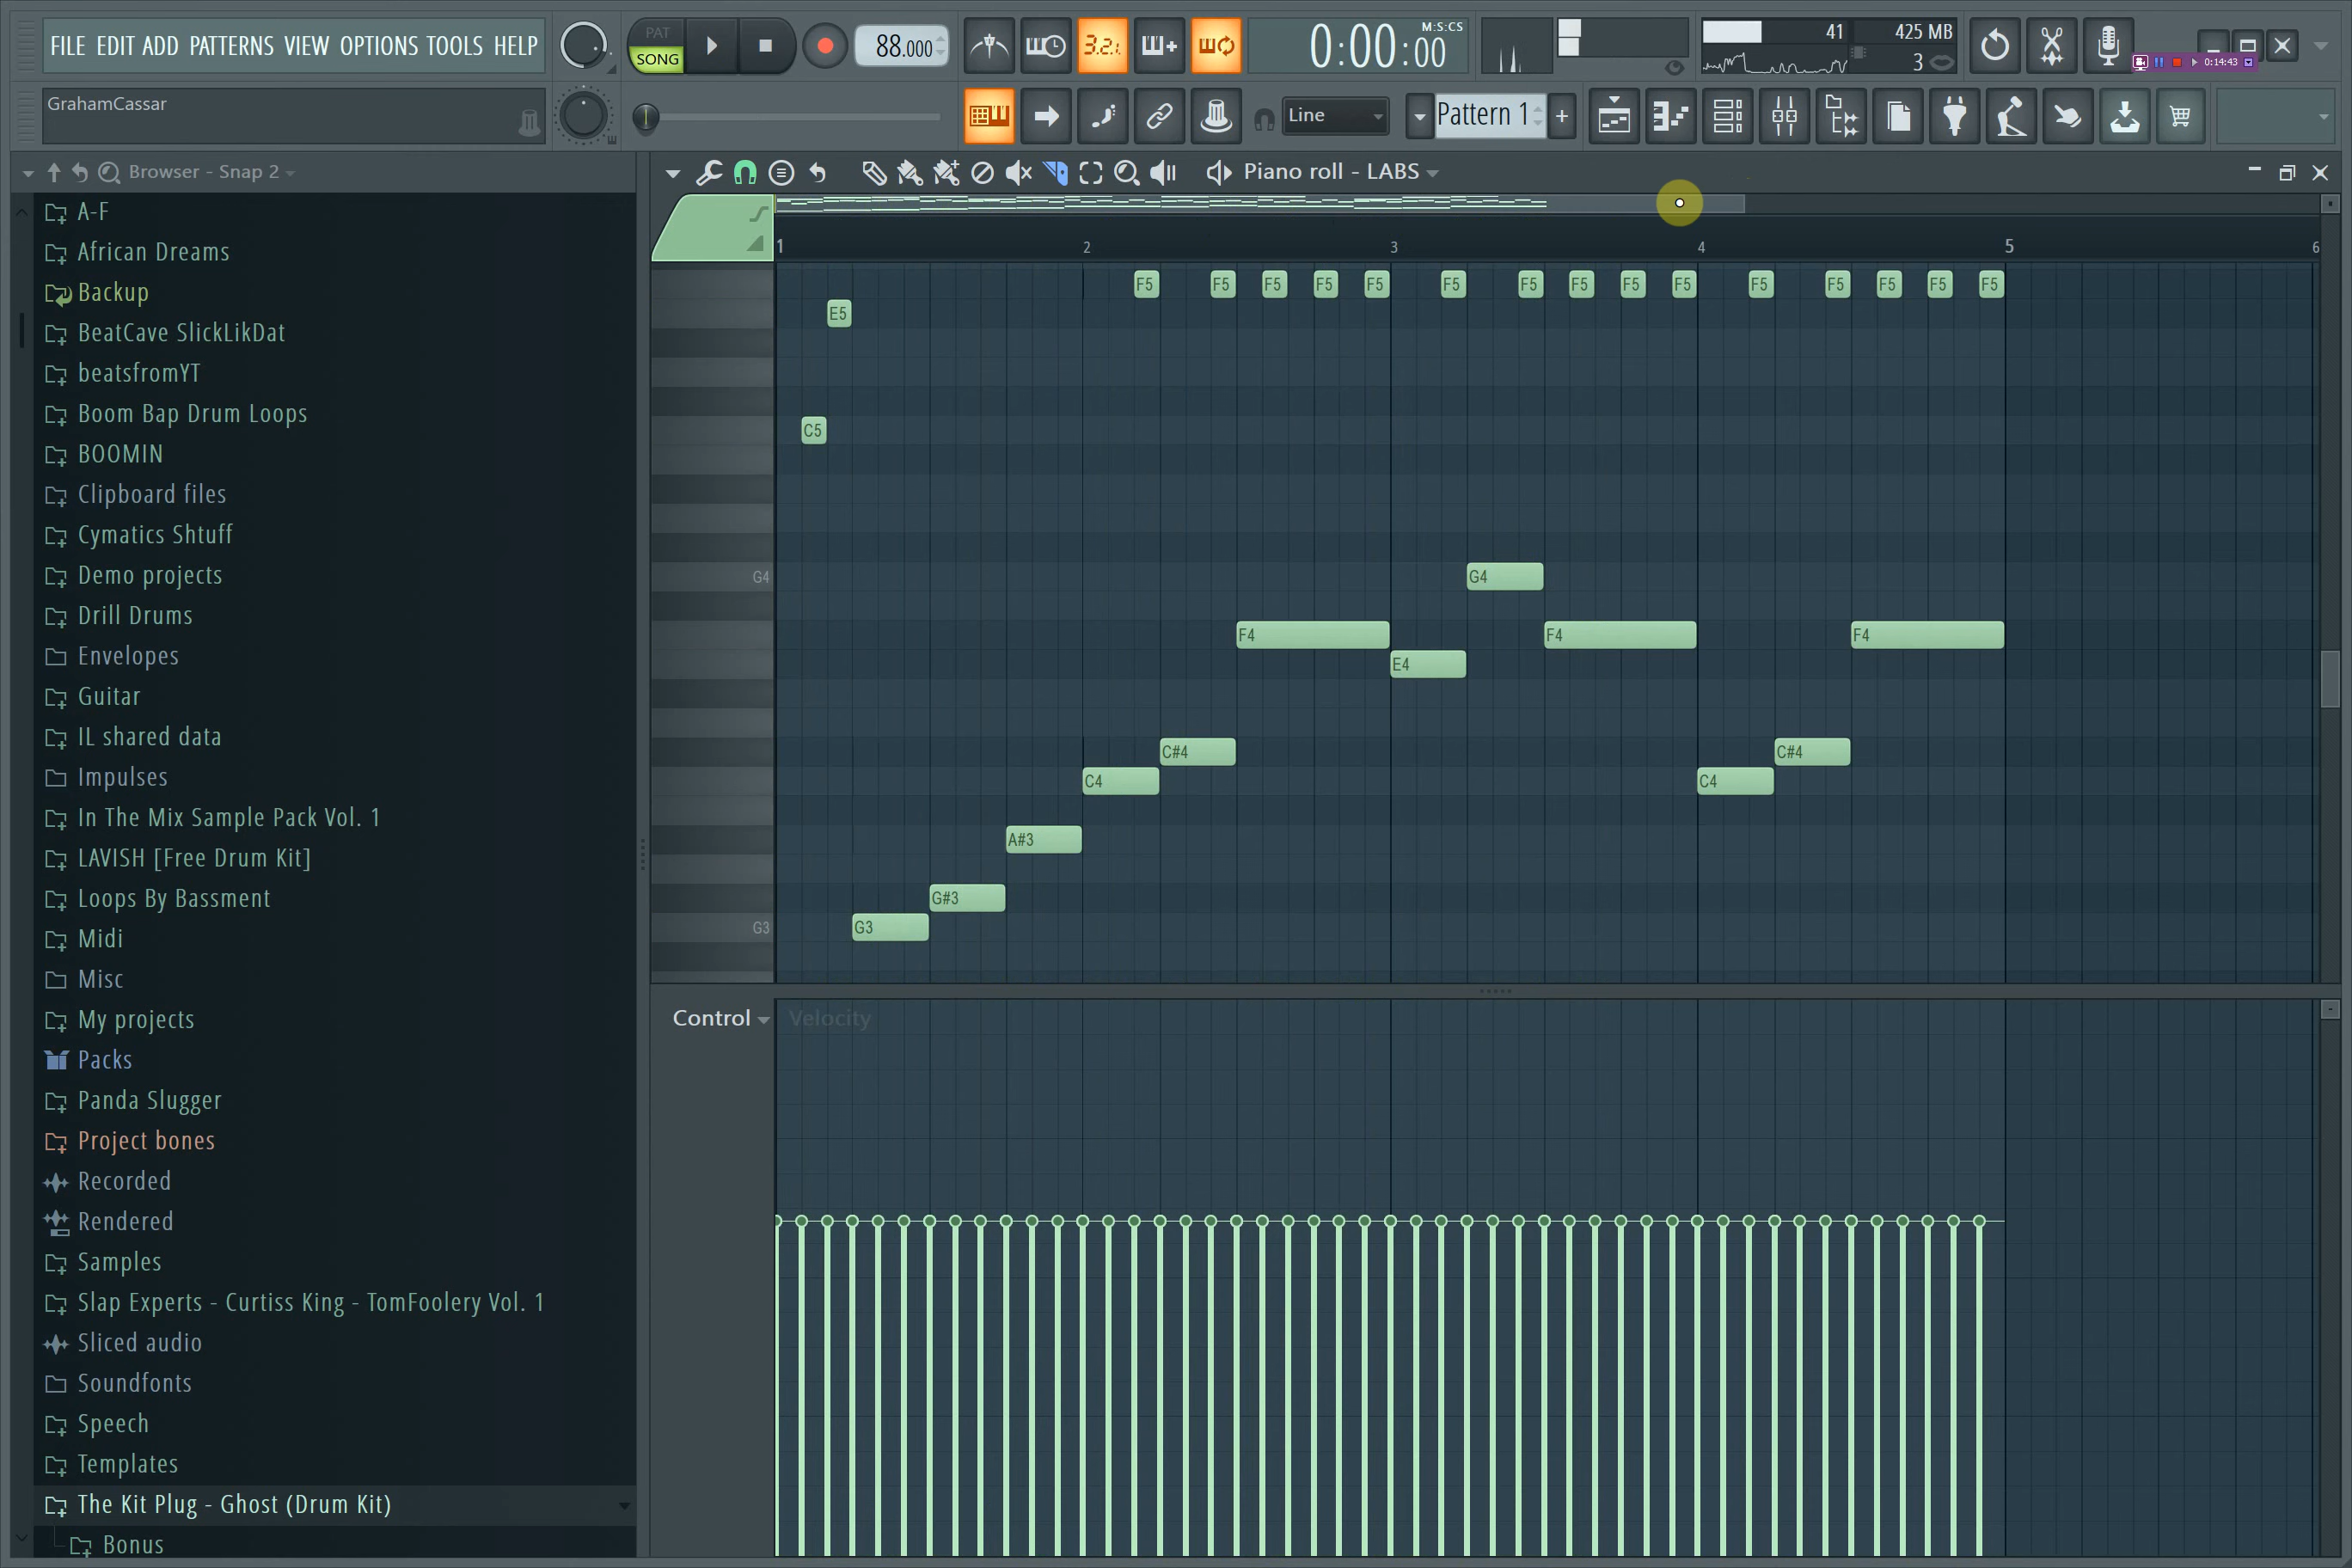 FILE EDIT ADD PATTERNS VIEW OPTIONS TOOLS HELP
PAT
SONG
88.000
3.2.1
0:00:00
M:S:CS
41
425 MB
3
0:14:43
GrahamCassar
Line
Pattern 1
+
Browser - Snap 2
Piano roll - LABS
A-F
African Dreams
Backup
BeatCave SlickLikDat
beatsfromYT
Boom Bap Drum Loops
BOOMIN
Clipboard files
Cymatics Shtuff
Demo projects
Drill Drums
Envelopes
Guitar
IL shared data
Impulses
In The Mix Sample Pack Vol. 1
LAVISH [Free Drum Kit]
Loops By Bassment
Midi
Misc
My projects
Packs
Panda Slugger
Project bones
Recorded
Rendered
Samples
Slap Experts - Curtiss King - TomFoolery Vol. 1
Sliced audio
Soundfonts
Speech
Templates
The Kit Plug - Ghost (Drum Kit)
Bonus
1 2 3 4 5 6
F5 F5 F5 F5 F5 F5 F5 F5 F5 F5 F5 F5 F5 F5 F5
E5
C5
G4 G4
F4 F4 F4
E4
C#4 C#4
C4 C4
A#3
G#3
G3 G3
Control Velocity